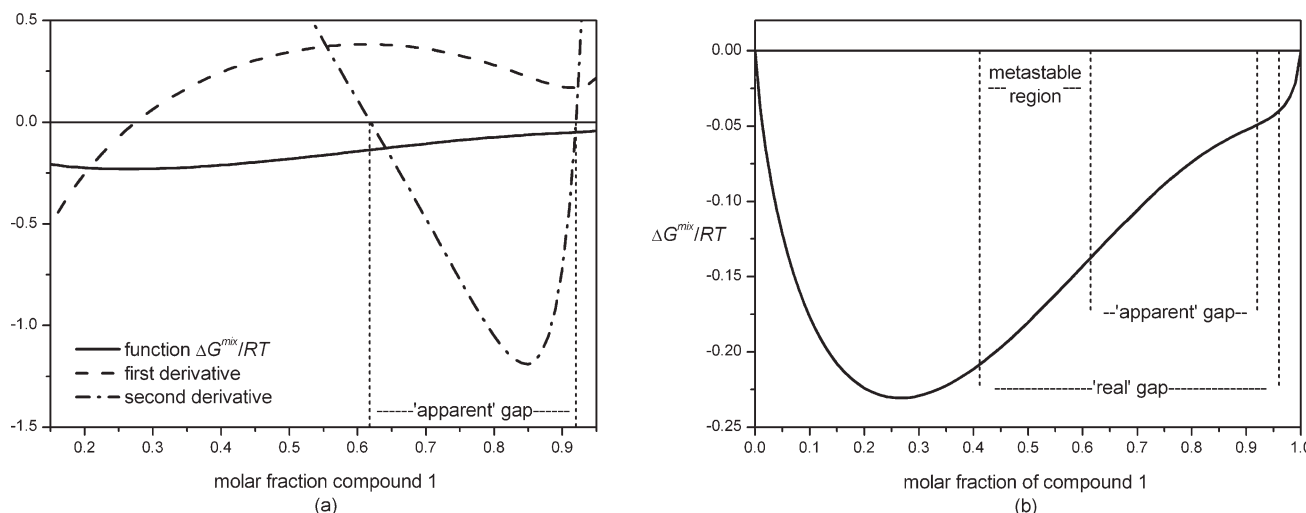 0.5
0.0
-0.5
-1.0
-1.5
function ΔG^mix/RT
first derivative
second derivative
------'apparent' gap------
0.2 0.3 0.4 0.5 0.6 0.7 0.8 0.9
molar fraction compound 1
(a)
0.00
-0.05
-0.10
-0.15
-0.20
-0.25
ΔG^mix/RT
metastable
---region---
--'apparent' gap--
-----------------'real' gap-----------------
0.0 0.1 0.2 0.3 0.4 0.5 0.6 0.7 0.8 0.9 1.0
molar fraction of compound 1
(b)